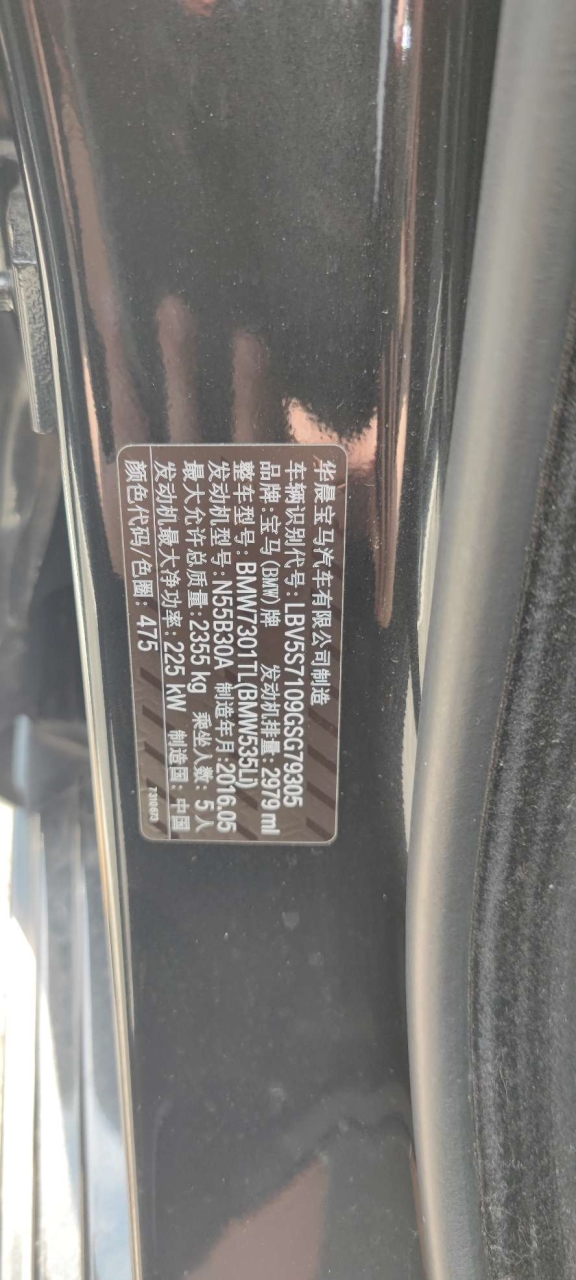 华晨宝马汽车有限公司制造
车辆识别代号: LBV5S7109GSG79305
品牌:宝马(BMW)牌 发动机排量: 2979 ml
整车型号: BMW7301TL(BMW535Li)
发动机型号: N55B30A 制造年月:2016.05
最大允许总质量:2355 kg 乘坐人数: 5人
发动机最大净功率: 225 kW 制造国: 中国
颜色代码/色圈: 475